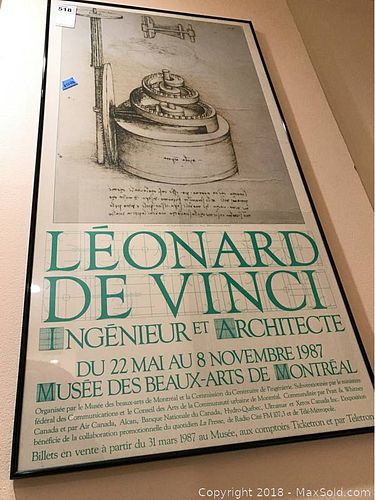 518
LÉONARD
DE VINCI
INGÉNIEUR ET ARCHITECTE
DU 22 MAI AU 8 NOVEMBRE 1987
MUSÉE DES BEAUX-ARTS DE MONTRÉAL
Organisée par le Musée des beaux-arts de Montréal et la Commission du Centenaire de l'ingénierie. Subventionnée par le ministère
fédéral des Communications et le Conseil des Arts de la Communauté urbaine de Montréal. Commanditée par Pratt & Whitney
Canada et par Air Canada, Alcan, Banque Nationale du Canada, Hydro-Québec, Ultramar et Xerox Canada Inc. L'exposition
bénéficie de la collaboration promotionnelle du quotidien La Presse, de Radio Cité FM 107,3 et de Télé-Métropole.
Billets en vente à partir du 31 mars 1987 au Musée, aux comptoirs Ticketron et par Teletron
Copyright 2018 - MaxSold.com